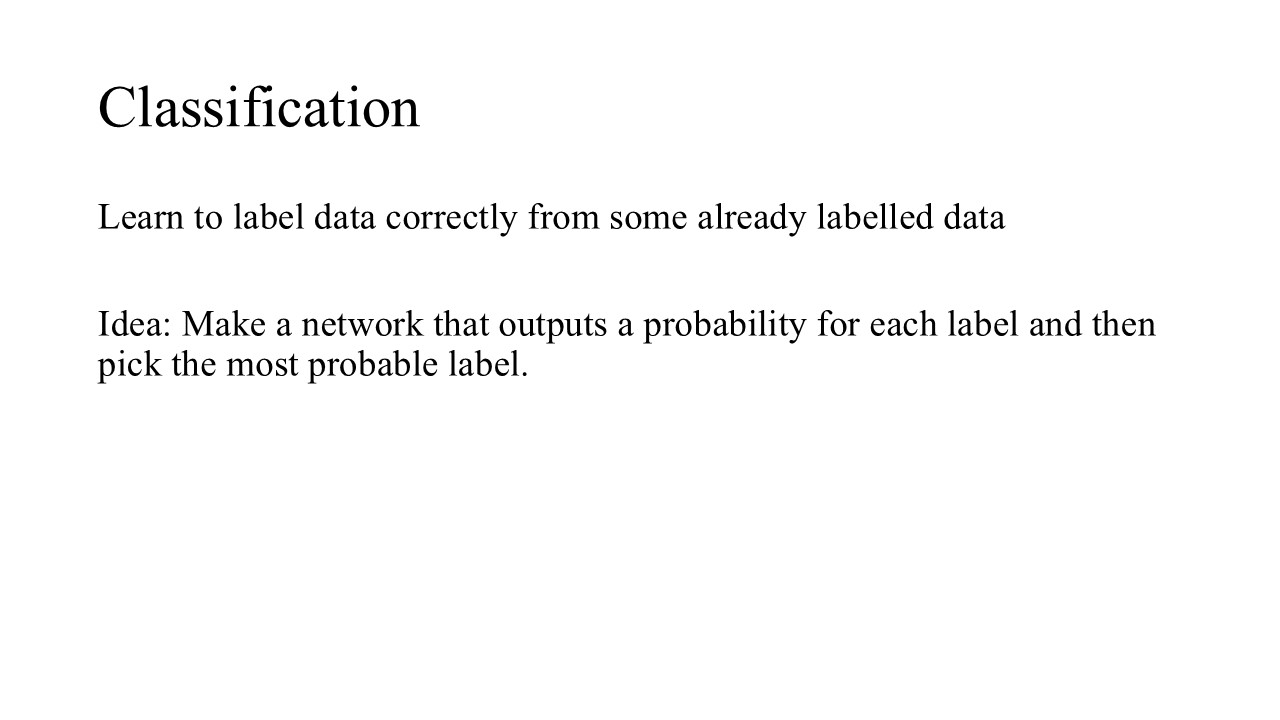 Classification
Learn to label data correctly from some already labelled data
Idea: Make a network that outputs a probability for each label and then
pick the most probable label.